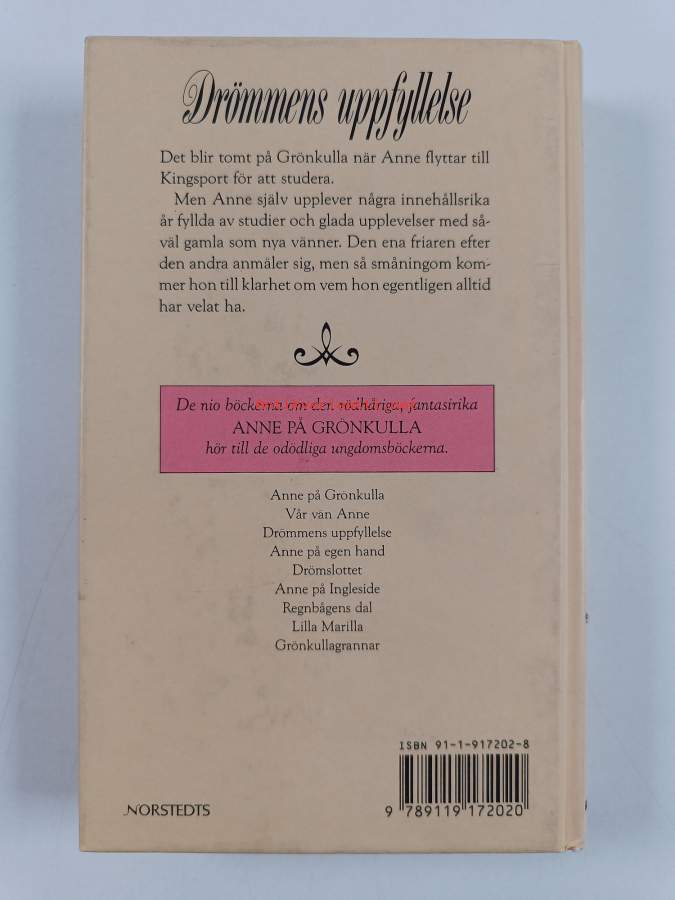 Drömmens uppfyllelse
Det blir tomt på Grönkulla när Anne flyttar till
Kingsport för att studera.
Men Anne själv upplever några innehållsrika
år fyllda av studier och glada upplevelser med så-
väl gamla som nya vänner. Den ena friaren efter
den andra anmäler sig, men så småningom kom-
mer hon till klarhet om vem hon egentligen alltid
har velat ha.
De nio böckerna om den rödhåriga, fantasirika
ANNE PÅ GRÖNKULLA
hör till de odödliga ungdomsböckerna.
Anne på Grönkulla
Vår vän Anne
Drömmens uppfyllelse
Anne på egen hand
Drömslottet
Anne på Ingleside
Regnbågens dal
Lilla Marilla
Grönkullagrannar
ISBN 91-1-917202-8
9 789119 172020
NORSTEDTS